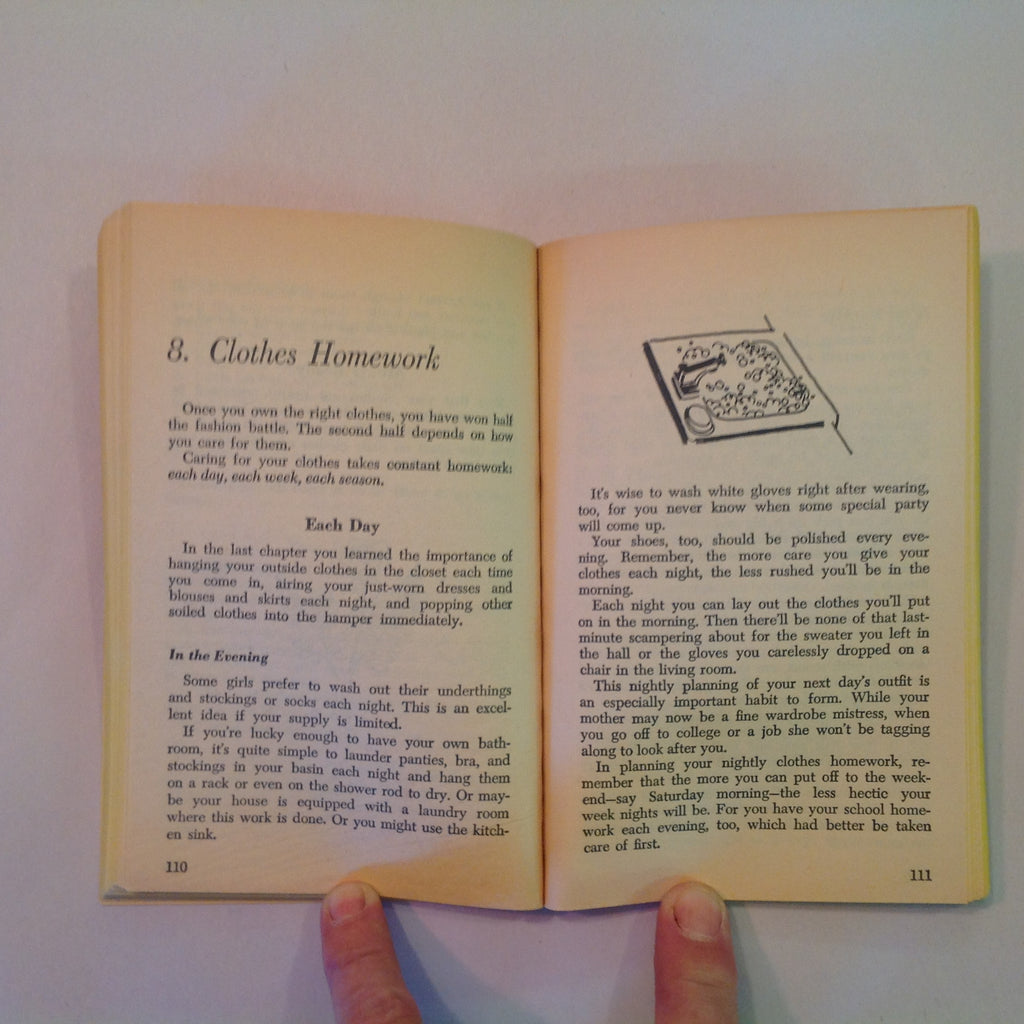 8. Clothes Homework
Once you own the right clothes, you have won half
the fashion battle. The second half depends on how
you care for them.
Caring for your clothes takes constant homework:
each day, each week, each season.
Each Day
In the last chapter you learned the importance of
hanging your outside clothes in the closet each time
you come in, airing your just-worn dresses and
blouses and skirts each night, and popping other
soiled clothes into the hamper immediately.
In the Evening
Some girls prefer to wash out their underthings
and stockings or socks each night. This is an excel-
lent idea if your supply is limited.
If you're lucky enough to have your own bath-
room, it's quite simple to launder panties, bra, and
stockings in your basin each night and hang them
on a rack or even on the shower rod to dry. Or may-
be your house is equipped with a laundry room
where this work is done. Or you might use the kitch-
en sink.
110
It's wise to wash white gloves right after wearing,
too, for you never know when some special party
will come up.
Your shoes, too, should be polished every eve-
ning. Remember, the more care you give your
clothes each night, the less rushed you'll be in the
morning.
Each night you can lay out the clothes you'll put
on in the morning. Then there'll be none of that last-
minute scampering about for the sweater you left in
the hall or the gloves you carelessly dropped on a
chair in the living room.
This nightly planning of your next day's outfit is
an especially important habit to form. While your
mother may now be a fine wardrobe mistress, when
you go off to college or a job she won't be tagging
along to look after you.
In planning your nightly clothes homework, re-
member that the more you can put off to the week-
end—say Saturday morning—the less hectic your
week nights will be. For you have your school home-
work each evening, too, which had better be taken
care of first.
111